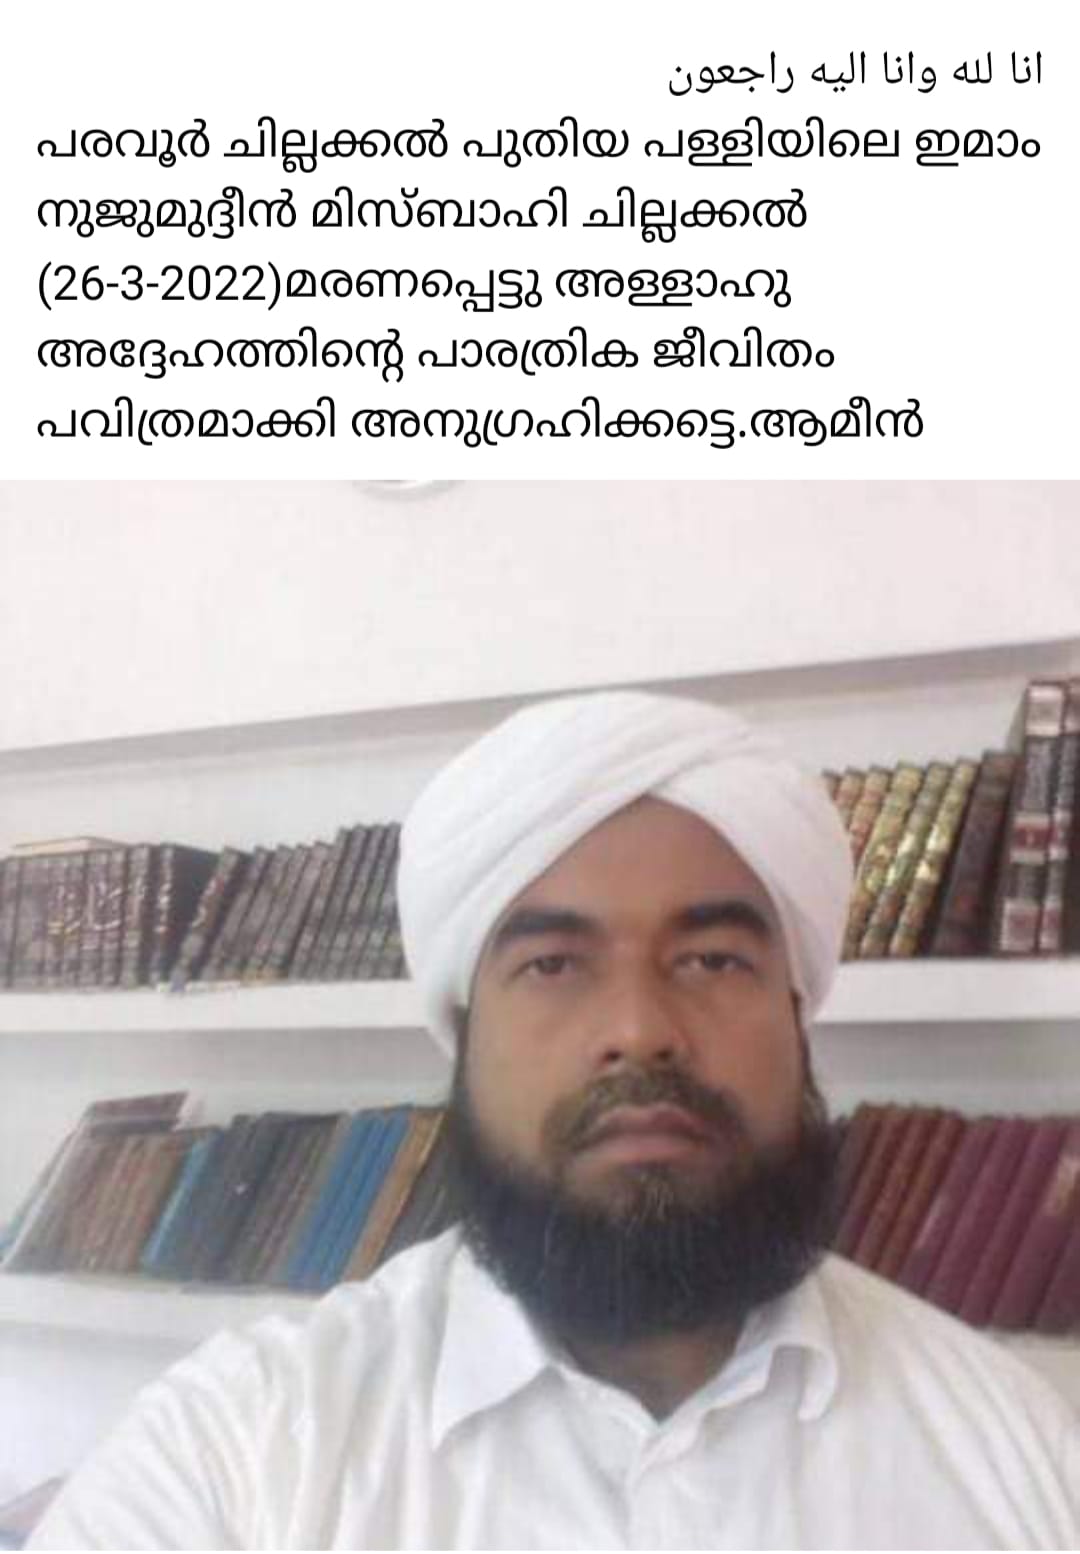 انا لله وانا اليه راجعون
പരവൂർ ചില്ലക്കൽ പുതിയ പള്ളിയിലെ ഇമാം
നുജുമുദ്ദീൻ മിസ്ബാഹി ചില്ലക്കൽ
(26-3-2022)മരണപ്പെട്ടു അള്ളാഹു
അദ്ദേഹത്തിന്റെ പാരത്രിക ജീവിതം
പവിത്രമാക്കി അനുഗ്രഹിക്കട്ടെ.ആമീൻ